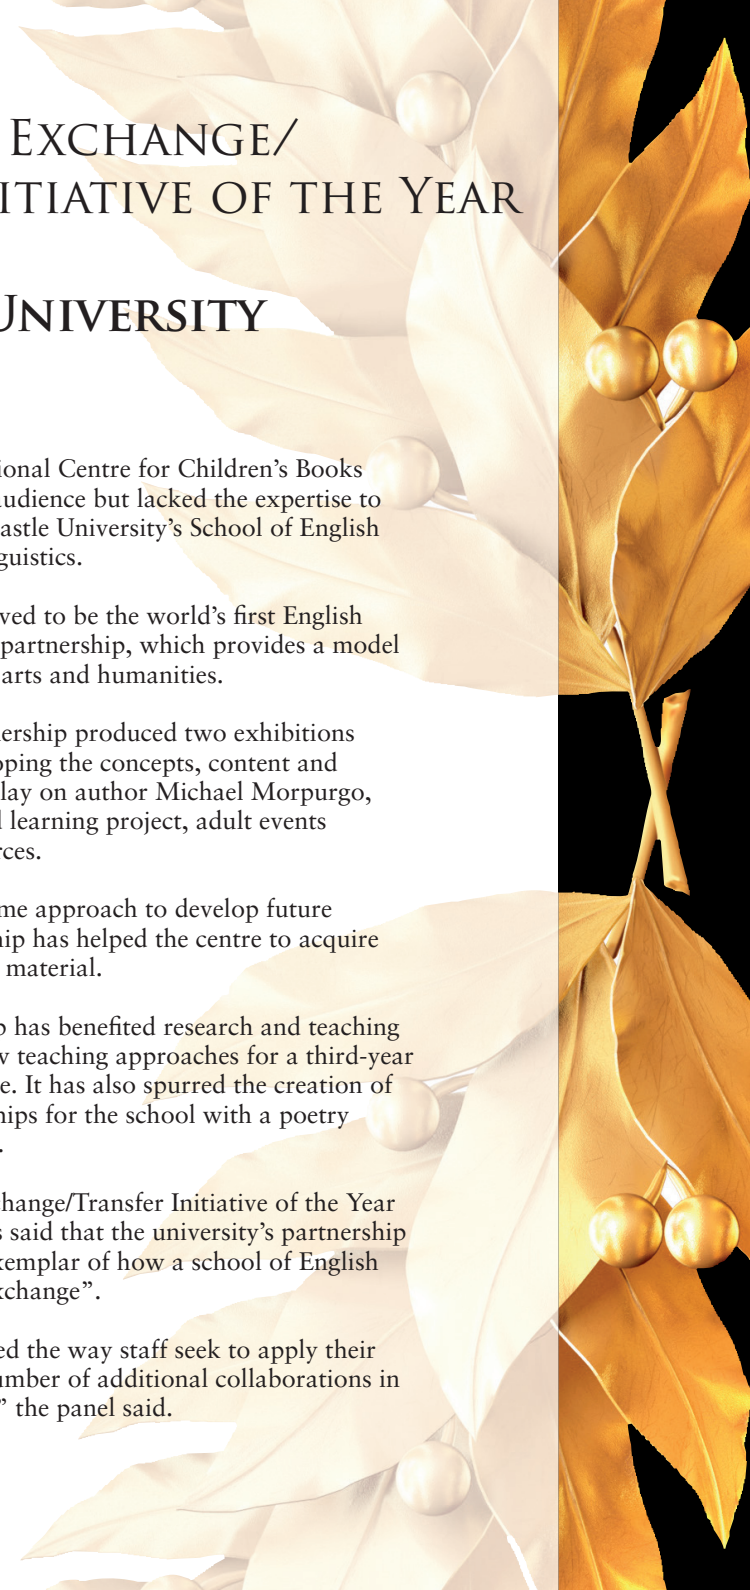 EXCHANGE/
ITIATIVE OF THE YEAR
UNIVERSITY
ional Centre for Children's Books
audience but lacked the expertise to
astle University's School of English
guistics.
ved to be the world's first English
partnership, which provides a model
arts and humanities.
ership produced two exhibitions
ping the concepts, content and
lay on author Michael Morpurgo,
l learning project, adult events
rces.
me approach to develop future
hip has helped the centre to acquire
material.
p has benefited research and teaching
w teaching approaches for a third-year
e. It has also spurred the creation of
hips for the school with a poetry
.
change/Transfer Initiative of the Year
s said that the university's partnership
xemplar of how a school of English
xchange”.
ed the way staff seek to apply their
umber of additional collaborations in
” the panel said.